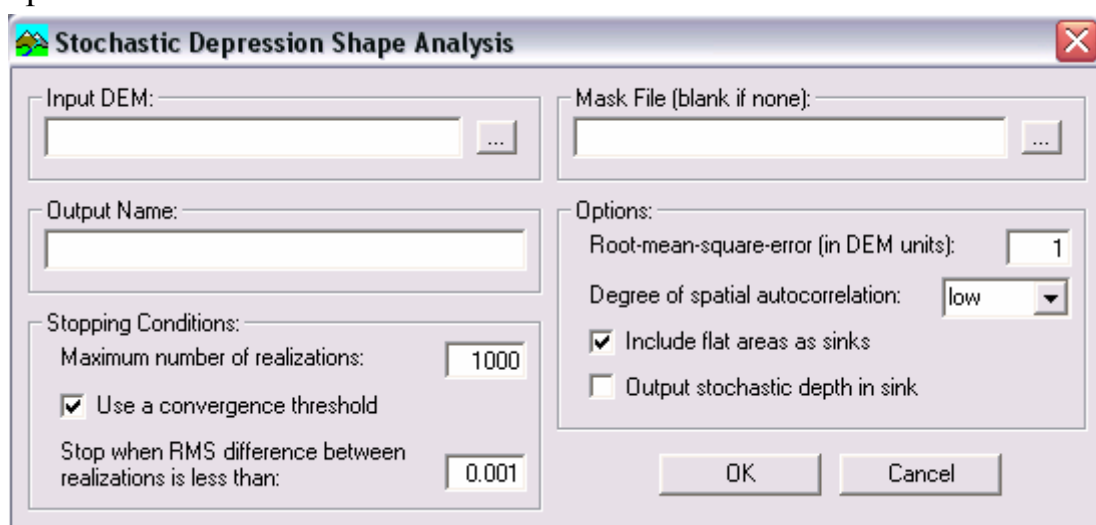 Stochastic Depression Shape Analysis
Input DEM:
...
Mask File (blank if none):
...
Output Name:
Options:
Root-mean-square-error (in DEM units): 1
Degree of spatial autocorrelation: low
Include flat areas as sinks
Output stochastic depth in sink
Stopping Conditions:
Maximum number of realizations: 1000
Use a convergence threshold
Stop when RMS difference between
realizations is less than: 0.001
OK
Cancel